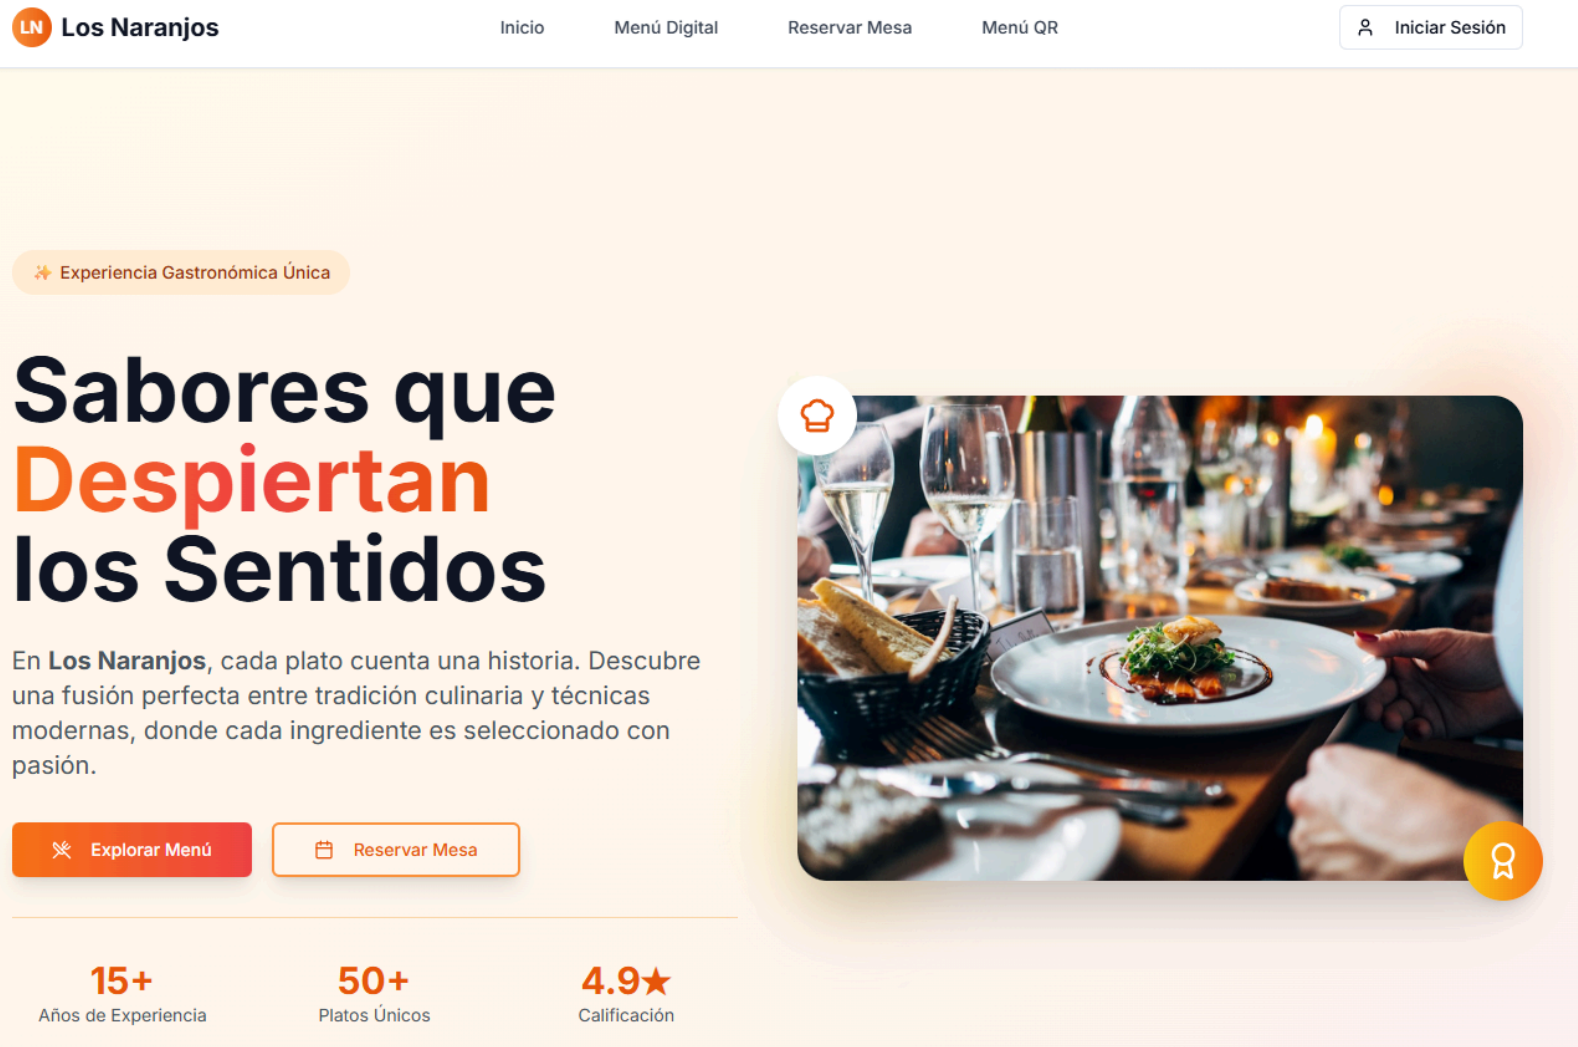 LN Los Naranjos
Inicio
Menú Digital
Reservar Mesa
Menú QR
Iniciar Sesión
✨ Experiencia Gastronómica Única
Sabores que
Despiertan
los Sentidos
En Los Naranjos, cada plato cuenta una historia. Descubre
una fusión perfecta entre tradición culinaria y técnicas
modernas, donde cada ingrediente es seleccionado con
pasión.
Explorar Menú
Reservar Mesa
15+
Años de Experiencia
50+
Platos Únicos
4.9★
Calificación